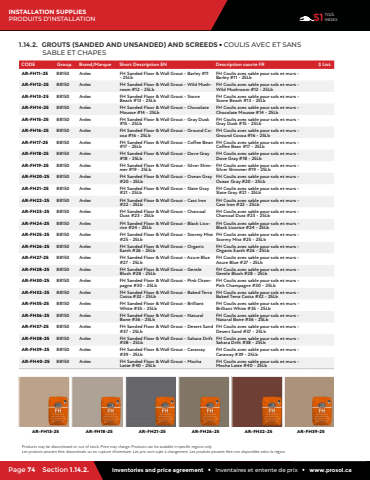 INSTALLATION SUPPLIES
PRODUITS D'INSTALLATION
S1 TOIL INDEX
1.14.2. GROUTS (SANDED AND UNSANDED) AND SCREEDS • COULIS AVEC ET SANS
SABLE ET CHAPES
CODE Group. Brand/Marque Short Description EN Description courte FR $ List.
AR-FH11-25 BB150 Ardex FH Sanded Floor & Wall Grout - Barley #11 FH Coulis avec sable pour sols et murs -
- 25Lb Barley #11 - 25Lb
AR-FH12-25 BB150 Ardex FH Sanded Floor & Wall Grout - Wild Mush- FH Coulis avec sable pour sols et murs -
room #12 - 25Lb Wild Mushroom #12 - 25Lb
AR-FH13-25 BB150 Ardex FH Sanded Floor & Wall Grout - Stone FH Coulis avec sable pour sols et murs -
Beach #13 - 25Lb Stone Beach #13 - 25Lb
AR-FH14-25 BB150 Ardex FH Sanded Floor & Wall Grout - Chocolate FH Coulis avec sable pour sols et murs -
Mousse #14 - 25Lb Chocolate Mousse #14 - 25Lb
AR-FH15-25 BB150 Ardex FH Sanded Floor & Wall Grout - Gray Dusk FH Coulis avec sable pour sols et murs -
#15 - 25Lb Gray Dusk #15 - 25Lb
AR-FH16-25 BB150 Ardex FH Sanded Floor & Wall Grout - Ground Co- FH Coulis avec sable pour sols et murs -
coa #16 - 25Lb Ground Cocoa #16 - 25Lb
AR-FH17-25 BB150 Ardex FH Sanded Floor & Wall Grout - Coffee Bean FH Coulis avec sable pour sols et murs -
#17 - 25Lb Coffee Bean #17 - 25Lb
AR-FH18-25 BB150 Ardex FH Sanded Floor & Wall Grout - Dove Gray FH Coulis avec sable pour sols et murs -
#18 - 25Lb Dove Gray #18 - 25Lb
AR-FH19-25 BB150 Ardex FH Sanded Floor & Wall Grout - Silver Shim- FH Coulis avec sable pour sols et murs -
mer #19 - 25Lb Silver Shimmer #19 - 25Lb
AR-FH20-25 BB150 Ardex FH Sanded Floor & Wall Grout - Ocean Gray FH Coulis avec sable pour sols et murs -
#20 - 25Lb Ocean Gray #20 - 25Lb
AR-FH21-25 BB150 Ardex FH Sanded Floor & Wall Grout - Slate Gray FH Coulis avec sable pour sols et murs -
#21 - 25Lb Slate Gray #21 - 25Lb
AR-FH22-25 BB150 Ardex FH Sanded Floor & Wall Grout - Cast Iron FH Coulis avec sable pour sols et murs -
#22 - 25Lb Cast Iron #22 - 25Lb
AR-FH23-25 BB150 Ardex FH Sanded Floor & Wall Grout - Charcoal FH Coulis avec sable pour sols et murs -
Dust #23 - 25Lb Charcoal Dust #23 - 25Lb
AR-FH24-25 BB150 Ardex FH Sanded Floor & Wall Grout - Black Lico- FH Coulis avec sable pour sols et murs -
rice #24 - 25Lb Black Licorice #24 - 25Lb
AR-FH25-25 BB150 Ardex FH Sanded Floor & Wall Grout - Stormy Mist FH Coulis avec sable pour sols et murs -
#25 - 25Lb Stormy Mist #25 - 25Lb
AR-FH26-25 BB150 Ardex FH Sanded Floor & Wall Grout - Organic FH Coulis avec sable pour sols et murs -
Earth #26 - 25Lb Organic Earth #26 - 25Lb
AR-FH27-25 BB150 Ardex FH Sanded Floor & Wall Grout - Azure Blue FH Coulis avec sable pour sols et murs -
#27 - 25Lb Azure Blue #27 - 25Lb
AR-FH28-25 BB150 Ardex FH Sanded Floor & Wall Grout - Gentle FH Coulis avec sable pour sols et murs -
Blush #28 - 25Lb Gentle Blush #28 - 25Lb
AR-FH30-25 BB150 Ardex FH Sanded Floor & Wall Grout - Pink Cham- FH Coulis avec sable pour sols et murs -
pagne #30 - 25Lb Pink Champagne #30 - 25Lb
AR-FH32-25 BB150 Ardex FH Sanded Floor & Wall Grout - Baked Terra FH Coulis avec sable pour sols et murs -
Cotta #32 - 25Lb Baked Terra Cotta #32 - 25Lb
AR-FH35-25 BB150 Ardex FH Sanded Floor & Wall Grout - Brilliant FH Coulis avec sable pour sols et murs -
White #35 - 25Lb Brilliant White #35 - 25Lb
AR-FH36-25 BB150 Ardex FH Sanded Floor & Wall Grout - Natural FH Coulis avec sable pour sols et murs -
Bone #36 - 25Lb Natural Bone #36 - 25Lb
AR-FH37-25 BB150 Ardex FH Sanded Floor & Wall Grout - Desert Sand FH Coulis avec sable pour sols et murs -
#37 - 25Lb Desert Sand #37 - 25Lb
AR-FH38-25 BB150 Ardex FH Sanded Floor & Wall Grout - Sahara Drift FH Coulis avec sable pour sols et murs -
#38 - 25Lb Sahara Drift #38 - 25Lb
AR-FH39-25 BB150 Ardex FH Sanded Floor & Wall Grout - Caraway FH Coulis avec sable pour sols et murs -
#39 - 25Lb Caraway #39 - 25Lb
AR-FH40-25 BB150 Ardex FH Sanded Floor & Wall Grout - Mocha FH Coulis avec sable pour sols et murs -
Latte #40 - 25Lb Mocha Latte #40 - 25Lb
FH FH FH FH FH FH
AR-FH13-25 AR-FH18-25 AR-FH21-25 AR-FH26-25 AR-FH32-25 AR-FH39-25
Products may be discontinued or out of stock. Price may change. Products can be available in specific regions only.
Les produits peuvent être discontinués ou en rupture d'inventaire. Les prix sont sujet à changement. Les produits peuvent être non disponibles selon la région.
Page 74 Section 1.14.2. Inventories and price agreement • Inventaires et entente de prix • www.prosol.ca